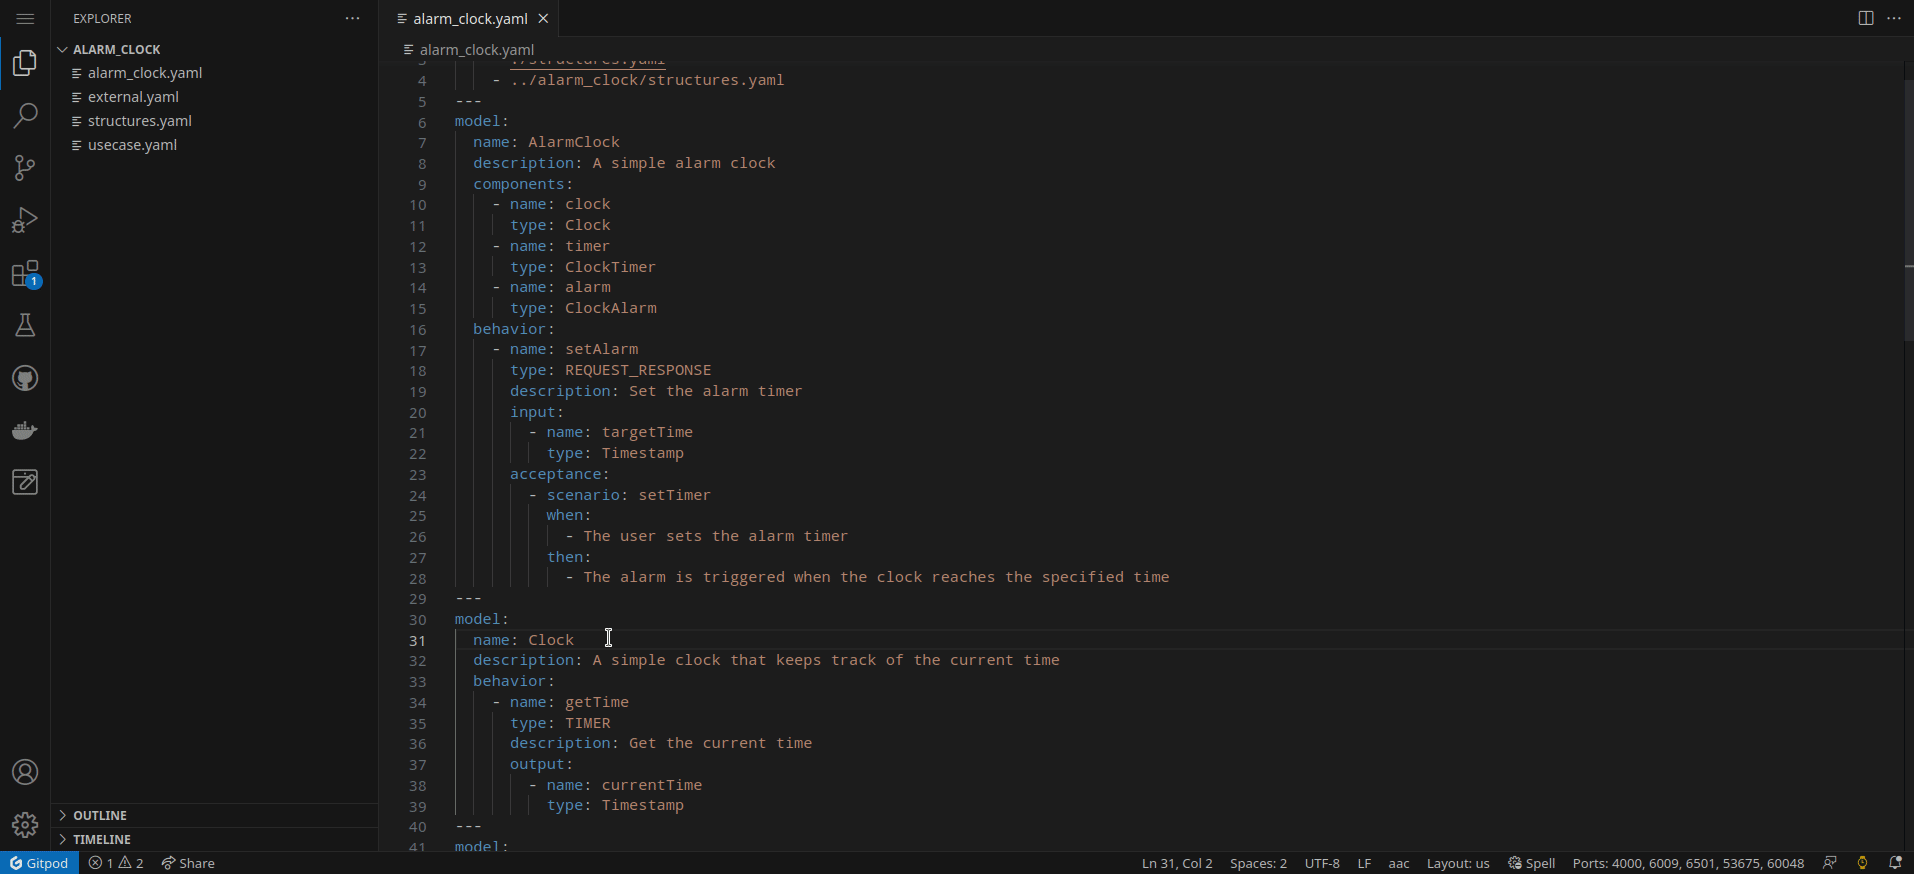 EXPLORER
ALARM_CLOCK
alarm_clock.yaml
external.yaml
structures.yaml
usecase.yaml
1
OUTLINE
TIMELINE
alarm_clock.yaml
alarm_clock.yaml
3 - ./structures.yaml
4 - ../alarm_clock/structures.yaml
5 ---
6 model:
7 name: AlarmClock
8 description: A simple alarm clock
9 components:
10 - name: clock
11 type: Clock
12 - name: timer
13 type: ClockTimer
14 - name: alarm
15 type: ClockAlarm
16 behavior:
17 - name: setAlarm
18 type: REQUEST_RESPONSE
19 description: Set the alarm timer
20 input:
21 - name: targetTime
22 type: Timestamp
23 acceptance:
24 - scenario: setTimer
25 when:
26 - The user sets the alarm timer
27 then:
28 - The alarm is triggered when the clock reaches the specified time
29 ---
30 model:
31 name: Clock
32 description: A simple clock that keeps track of the current time
33 behavior:
34 - name: getTime
35 type: TIMER
36 description: Get the current time
37 output:
38 - name: currentTime
39 type: Timestamp
40 ---
41 model:
Gitpod 1 2 Share Ln 31, Col 2 Spaces: 2 UTF-8 LF aac Layout: us Spell Ports: 4000, 6009, 6501, 53675, 60048